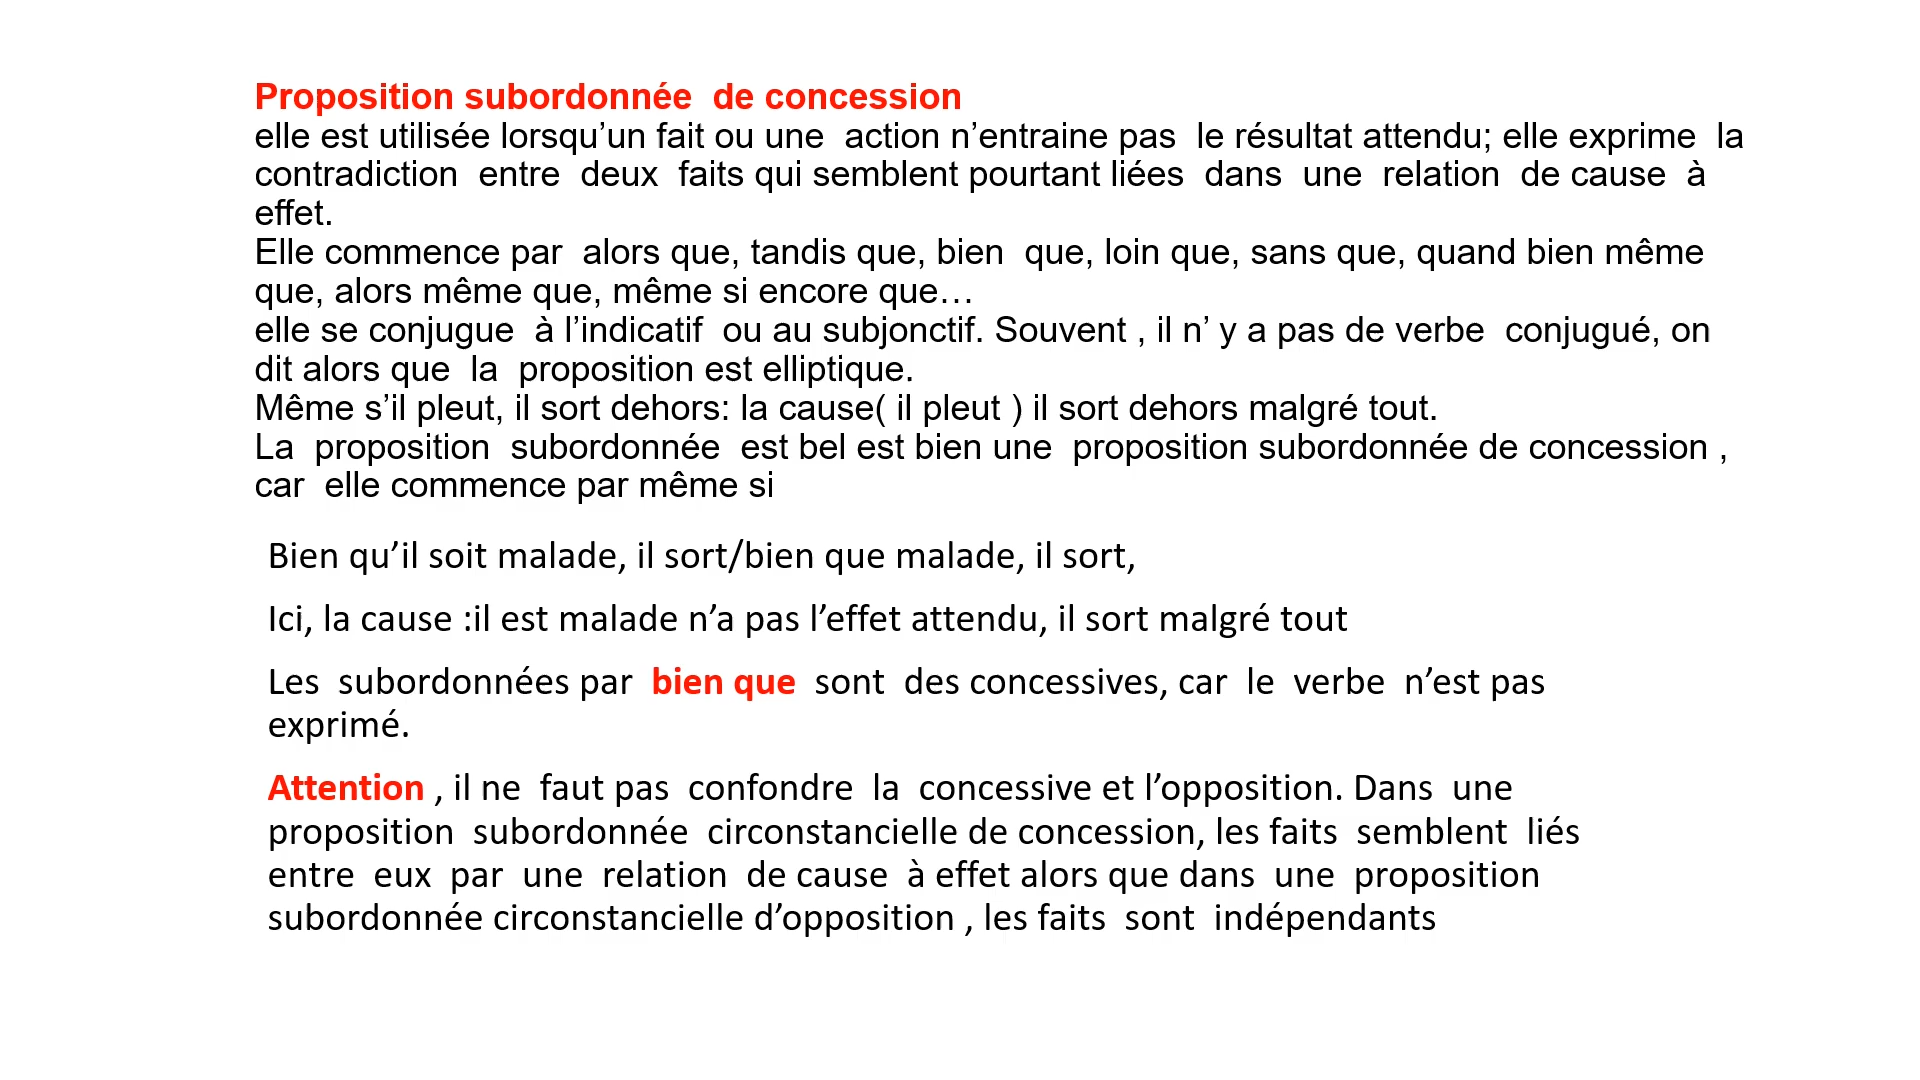 Proposition subordonnée  de concession
elle est utilisée lorsqu’un fait ou une  action n’entraine pas  le résultat attendu; elle exprime  la
contradiction  entre  deux  faits qui semblent pourtant liées  dans  une  relation  de cause  à
effet.
Elle commence par  alors que, tandis que, bien  que, loin que, sans que, quand bien même
que, alors même que, même si encore que…
elle se conjugue  à l’indicatif  ou au subjonctif. Souvent , il n’ y a pas de verbe  conjugué, on
dit alors que  la  proposition est elliptique.
Même s’il pleut, il sort dehors: la cause( il pleut ) il sort dehors malgré tout.
La  proposition  subordonnée  est bel est bien une  proposition subordonnée de concession ,
car  elle commence par même si
Bien qu’il soit malade, il sort/bien que malade, il sort,
Ici, la cause :il est malade n’a pas l’effet attendu, il sort malgré tout
Les  subordonnées par  bien que  sont  des concessives, car  le  verbe  n’est pas
exprimé.
Attention , il ne  faut pas  confondre  la  concessive et l’opposition. Dans  une
proposition  subordonnée  circonstancielle de concession, les faits  semblent  liés
entre  eux  par  une  relation  de cause  à effet alors que dans  une  proposition
subordonnée circonstancielle d’opposition , les faits  sont  indépendants